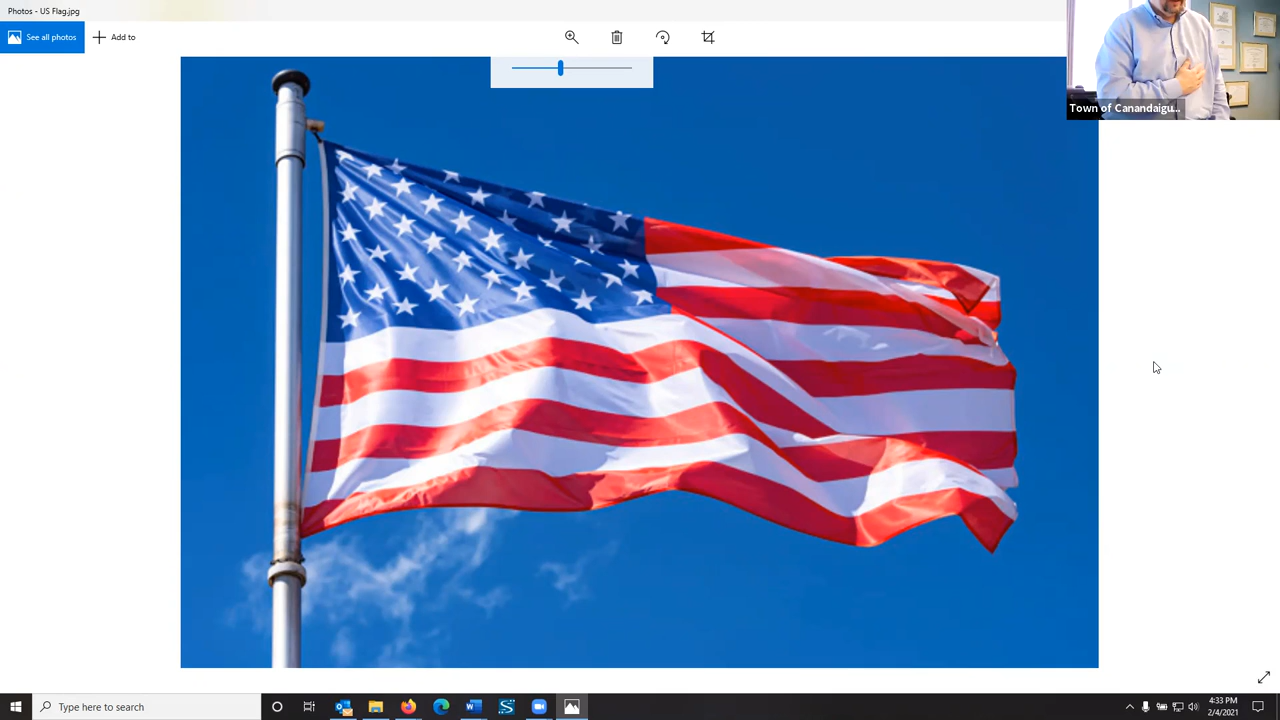 Photos - US Flag.jpg
See all photos
Add to
Town of Canandaigu...
Type here to search
4:33 PM
2/4/2021